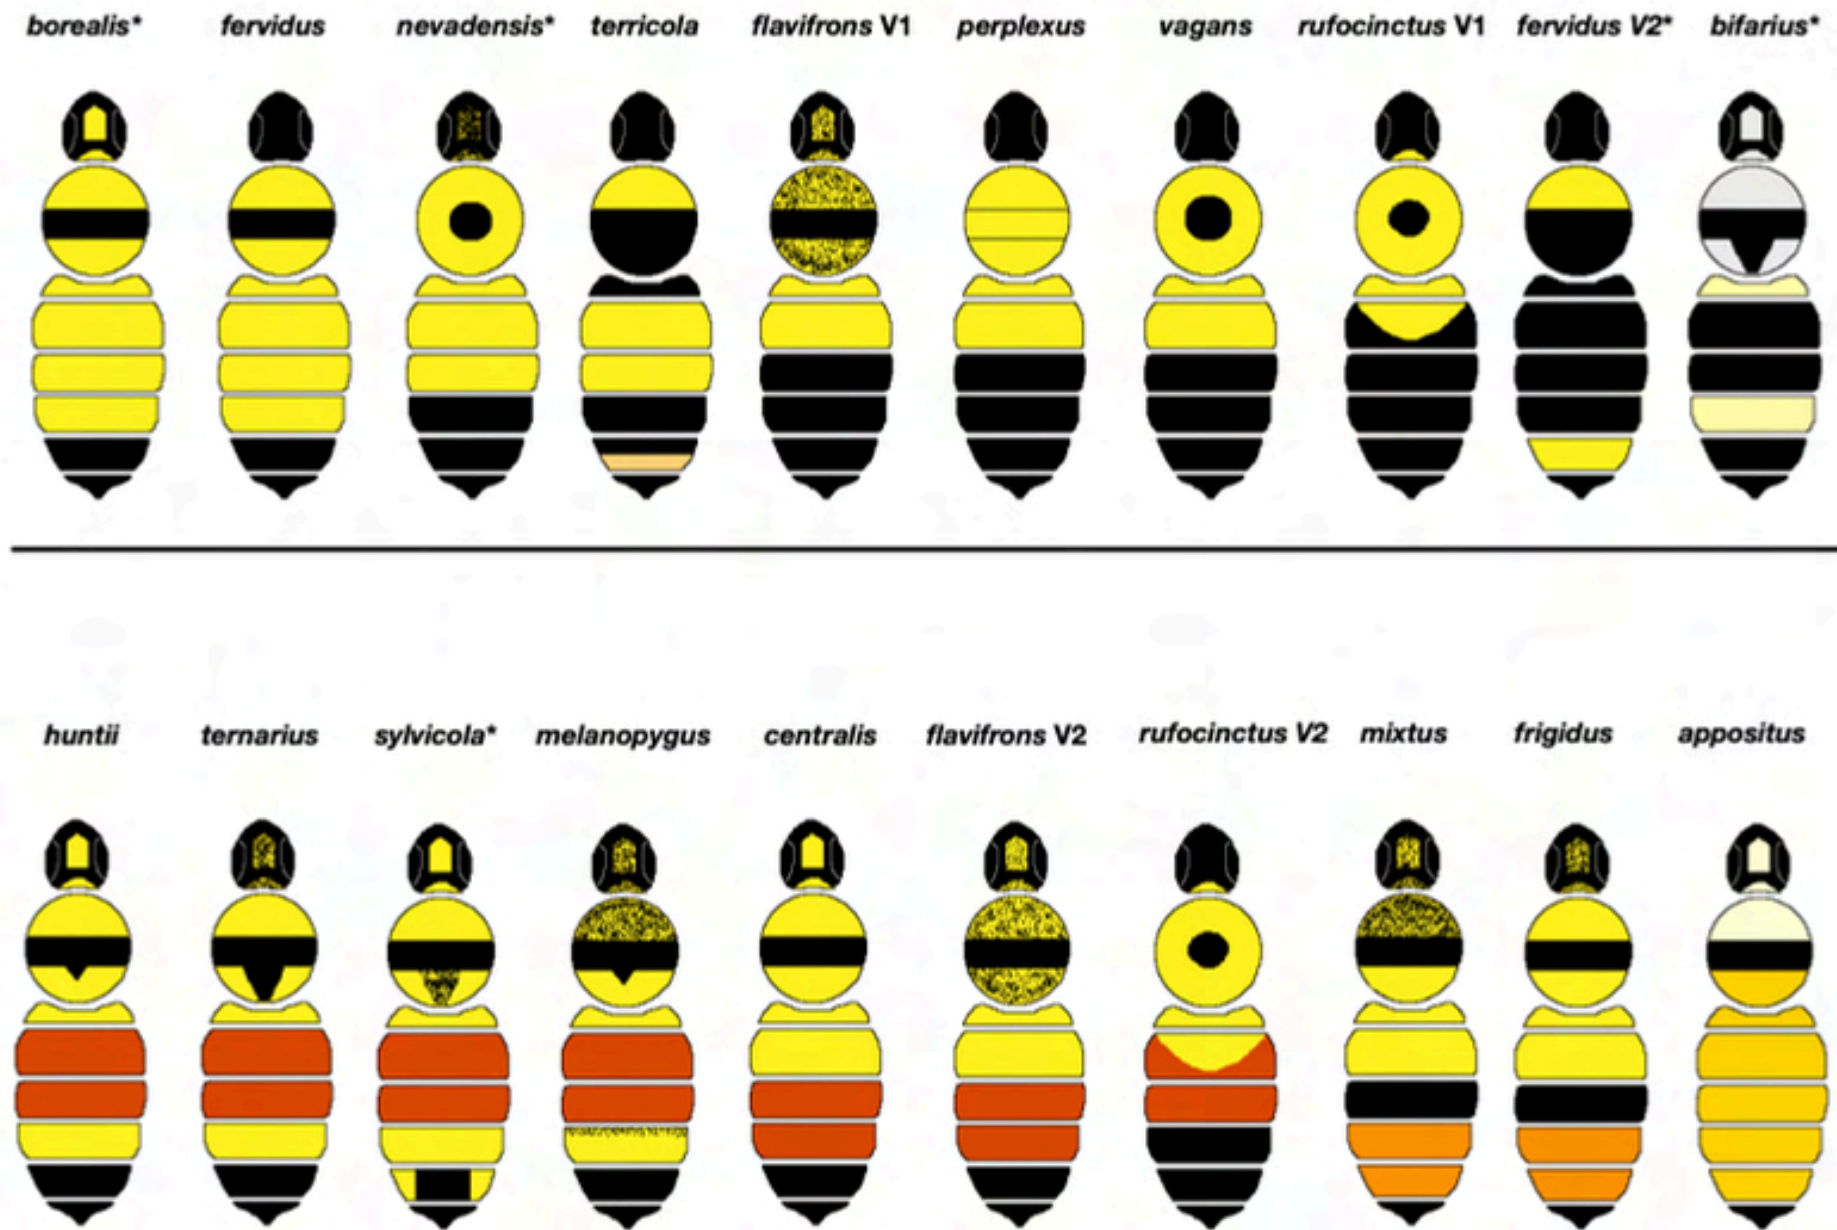 borealis* fervidus nevadensis* terricola flavifrons V1 perplexus vagans rufocinctus V1 fervidus V2* bifarius*
huntii ternarius sylvicola* melanopygus centralis flavifrons V2 rufocinctus V2 mixtus frigidus appositus